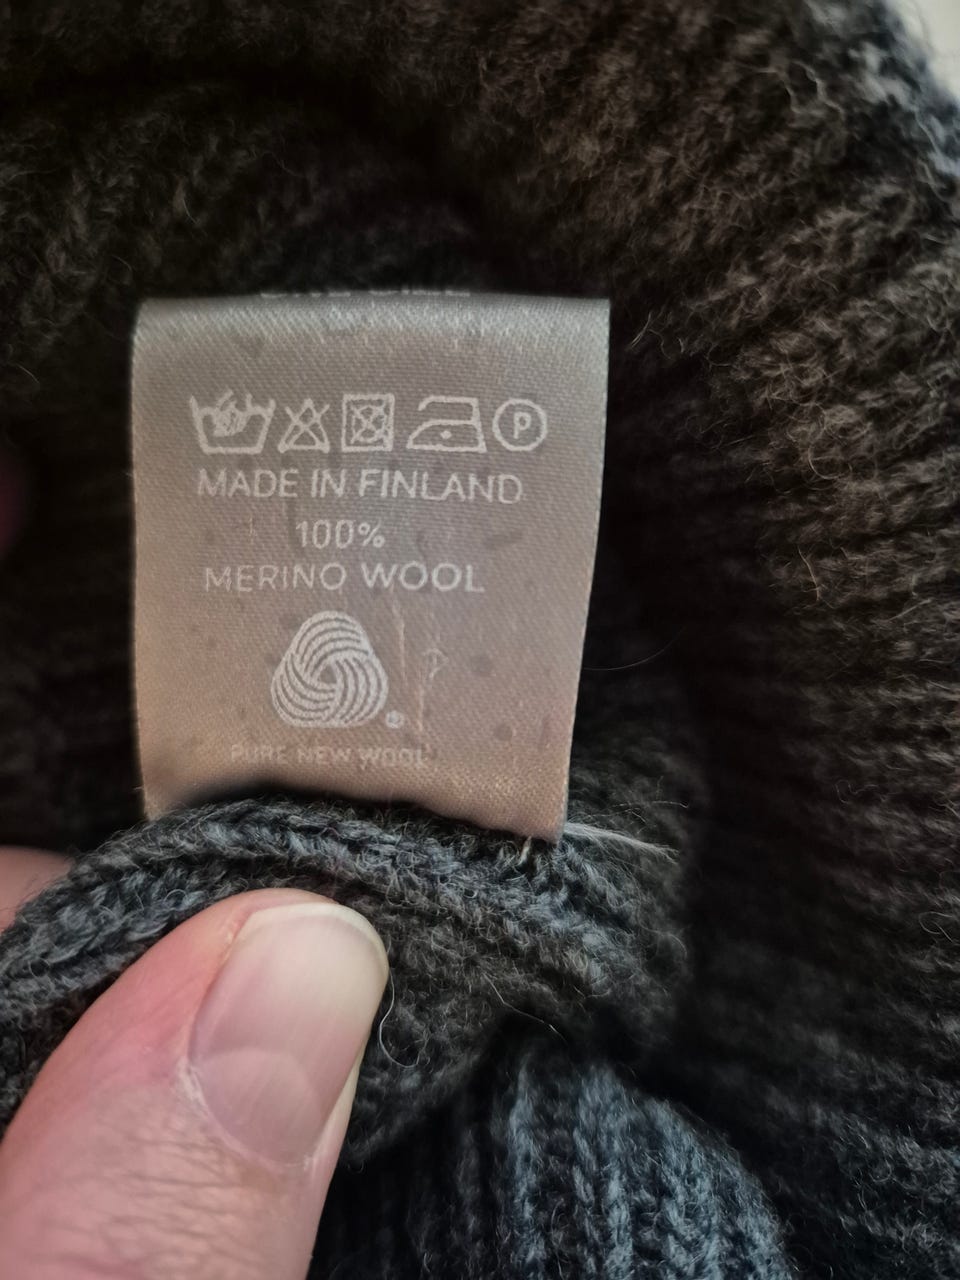 P
MADE IN FINLAND
100%
MERINO WOOL
®
PURE NEW WOOL